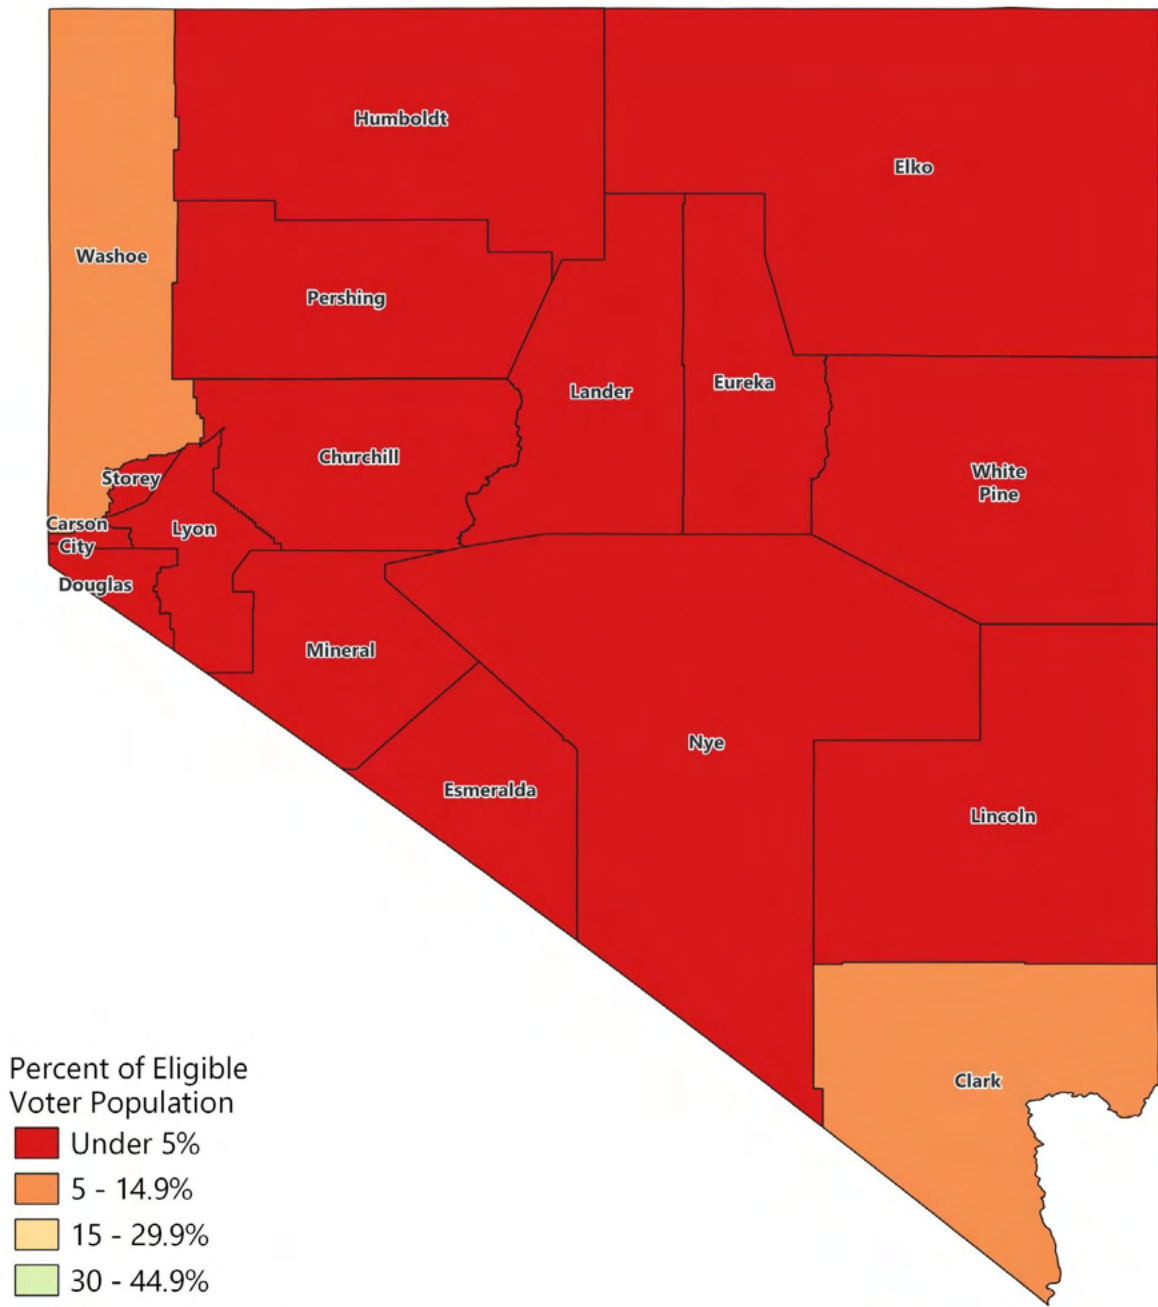 Humboldt
Elko
Washoe
Pershing
Eureka
Lander
Churchill
White
Pine
Storey
Carson
City
Lyon
Douglas
Mineral
Nye
Esmeralda
Lincoln
Clark
Percent of Eligible
Voter Population
Under 5%
5 - 14.9%
15 - 29.9%
30 - 44.9%